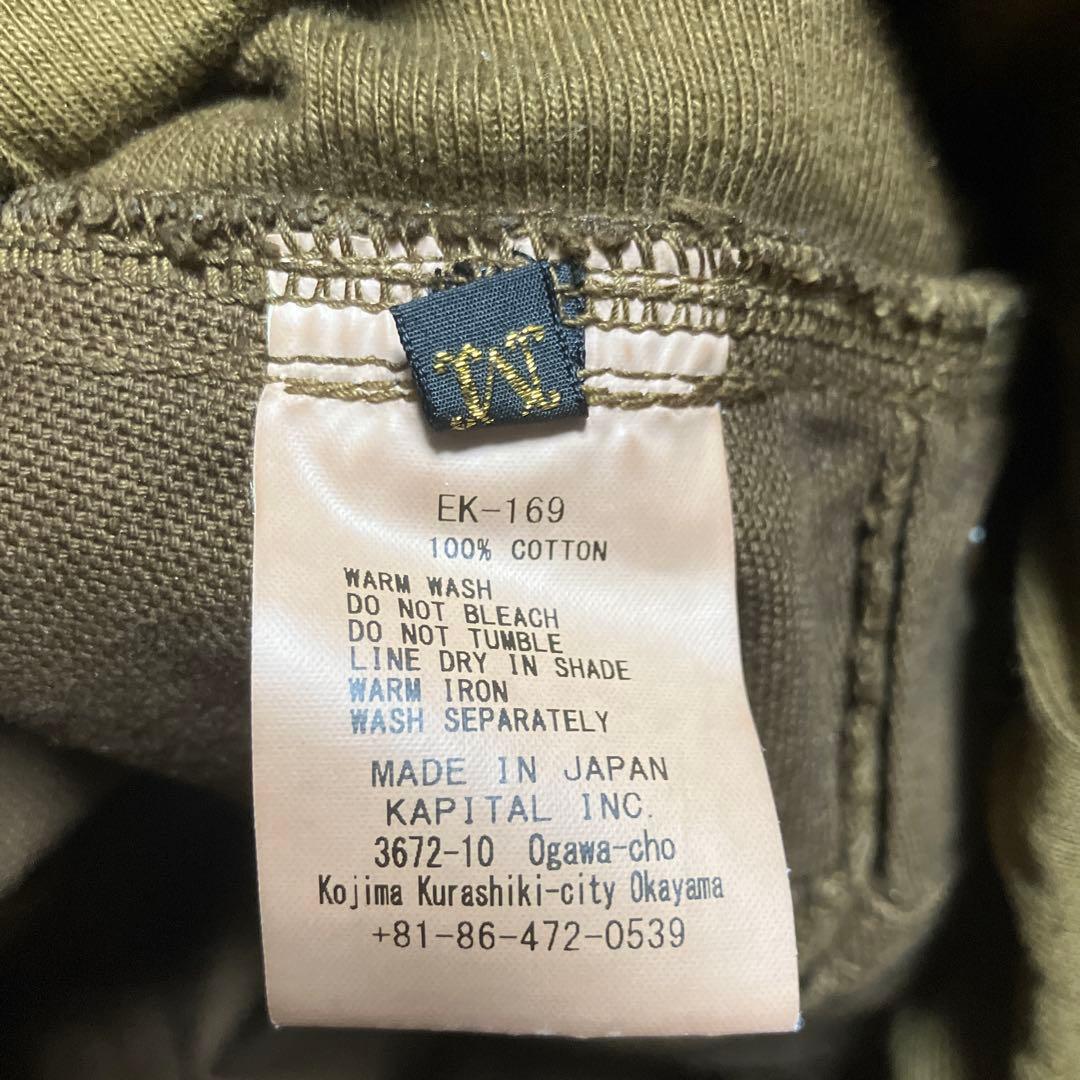 M
EK-169
100% COTTON
WARM WASH
DO NOT BLEACH
DO NOT TUMBLE
LINE DRY IN SHADE
WARM IRON
WASH SEPARATELY
MADE IN JAPAN
KAPITAL INC.
3672-10 Ogawa-cho
Kojima Kurashiki-city Okayama
+81-86-472-0539